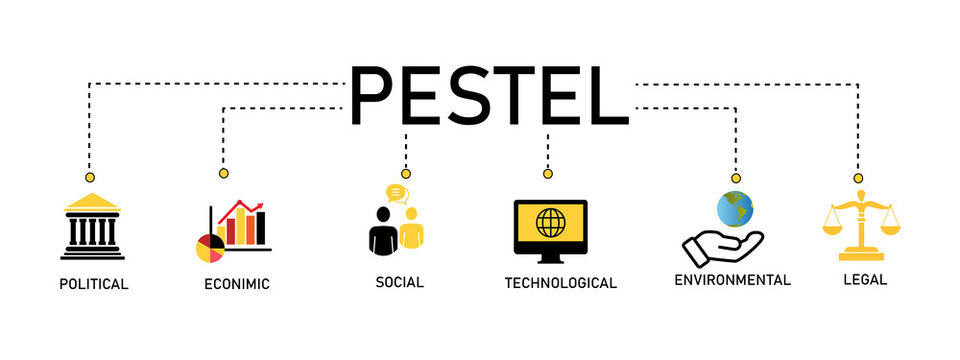 PESTEL
POLITICAL
ECONIMIC
SOCIAL
TECHNOLOGICAL
ENVIRONMENTAL
LEGAL